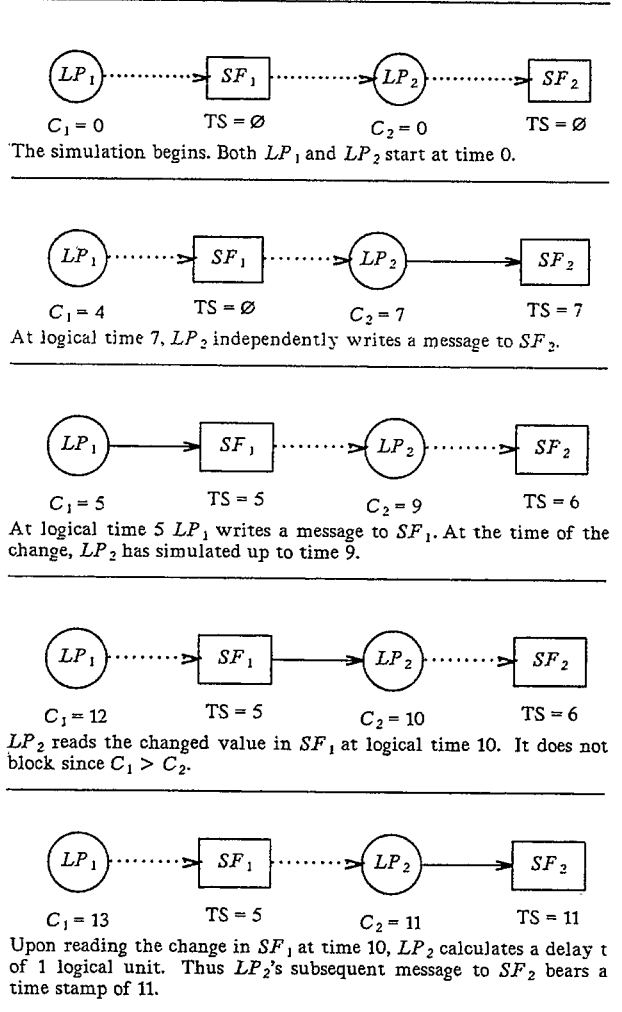 LP₁ SF₁ LP₂ SF₂
C₁ = 0 TS = Ø C₂ = 0 TS = Ø
The simulation begins. Both LP₁ and LP₂ start at time 0.
LP₁ SF₁ LP₂ SF₂
C₁ = 4 TS = Ø C₂ = 7 TS = 7
At logical time 7, LP₂ independently writes a message to SF₂.
LP₁ SF₁ LP₂ SF₂
C₁ = 5 TS = 5 C₂ = 9 TS = 6
At logical time 5 LP₁ writes a message to SF₁. At the time of the
change, LP₂ has simulated up to time 9.
LP₁ SF₁ LP₂ SF₂
C₁ = 12 TS = 5 C₂ = 10 TS = 6
LP₂ reads the changed value in SF₁ at logical time 10. It does not
block since C₁ > C₂.
LP₁ SF₁ LP₂ SF₂
C₁ = 13 TS = 5 C₂ = 11 TS = 11
Upon reading the change in SF₁ at time 10, LP₂ calculates a delay t
of 1 logical unit. Thus LP₂'s subsequent message to SF₂ bears a
time stamp of 11.